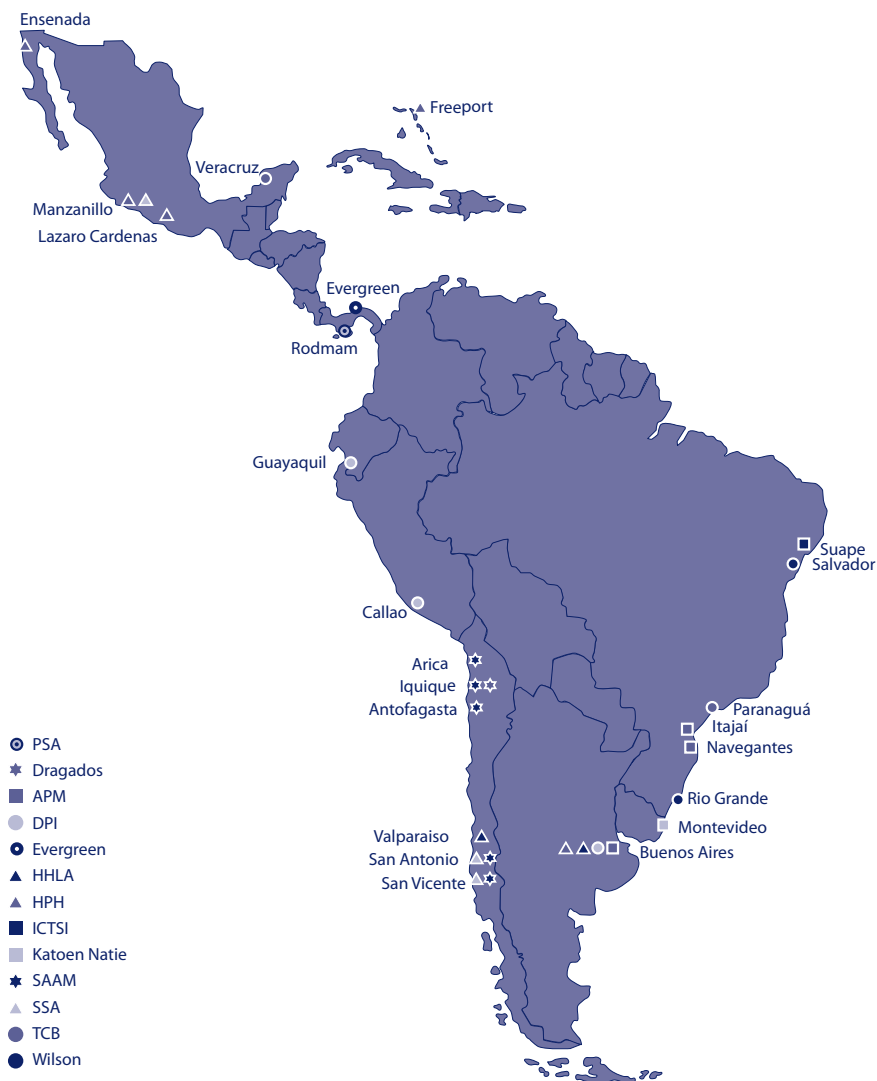 Ensenada
Freeport
Veracruz
Manzanillo
Lazaro Cardenas
Evergreen
Rodmam
Guayaquil
Suape
Salvador
Callao
Arica
Iquique
Antofagasta
Paranaguá
Itajaí
Navegantes
Rio Grande
Montevideo
Buenos Aires
Valparaiso
San Antonio
San Vicente
PSA
Dragados
APM
DPI
Evergreen
HHLA
HPH
ICTSI
Katoen Natie
SAAM
SSA
TCB
Wilson